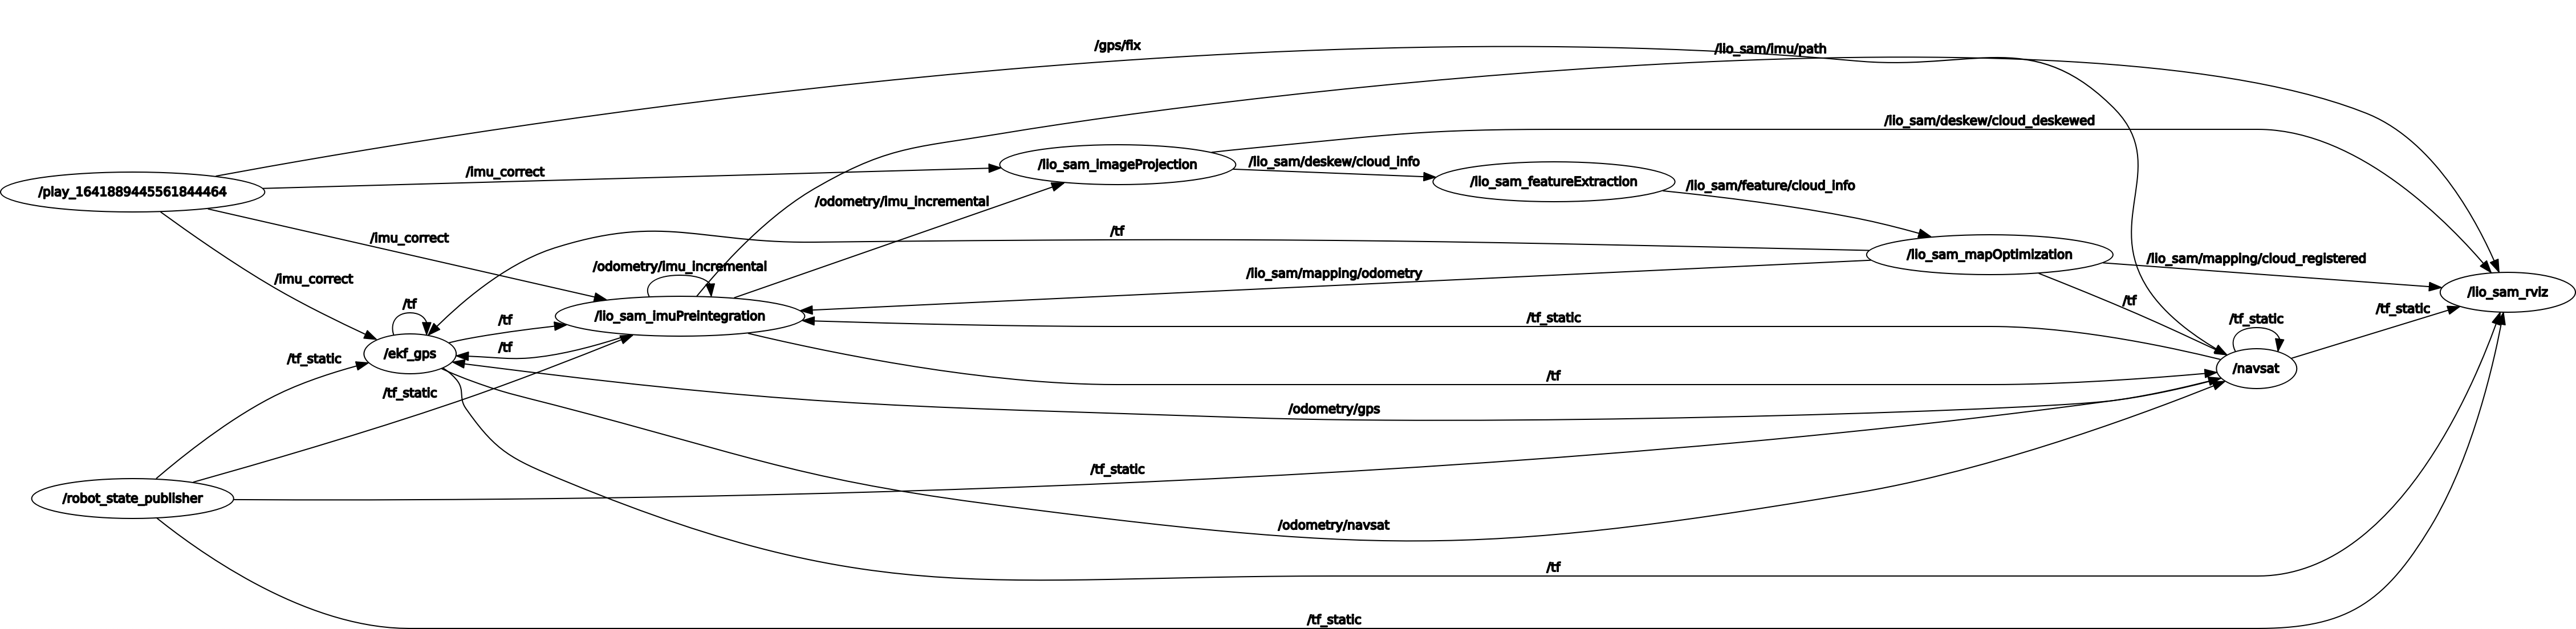 /gps/fix
/lio_sam/imu/path
/lio_sam/deskew/cloud_deskewed
/imu_correct
/lio_sam_imageProjection
/lio_sam/deskew/cloud_info
/lio_sam_featureExtraction
/lio_sam/feature/cloud_info
/play_1641889445561844464
/odometry/imu_incremental
/imu_correct
/tf
/lio_sam_mapOptimization
/lio_sam/mapping/cloud_registered
/odometry/imu_incremental
/lio_sam/mapping/odometry
/imu_correct
/lio_sam_rviz
/tf
/tf
/tf
/tf_static
/lio_sam_imuPreintegration
/tf_static
/tf_static
/tf
/ekf_gps
/tf_static
/tf
/navsat
/tf_static
/odometry/gps
/tf_static
/robot_state_publisher
/odometry/navsat
/tf
/tf_static